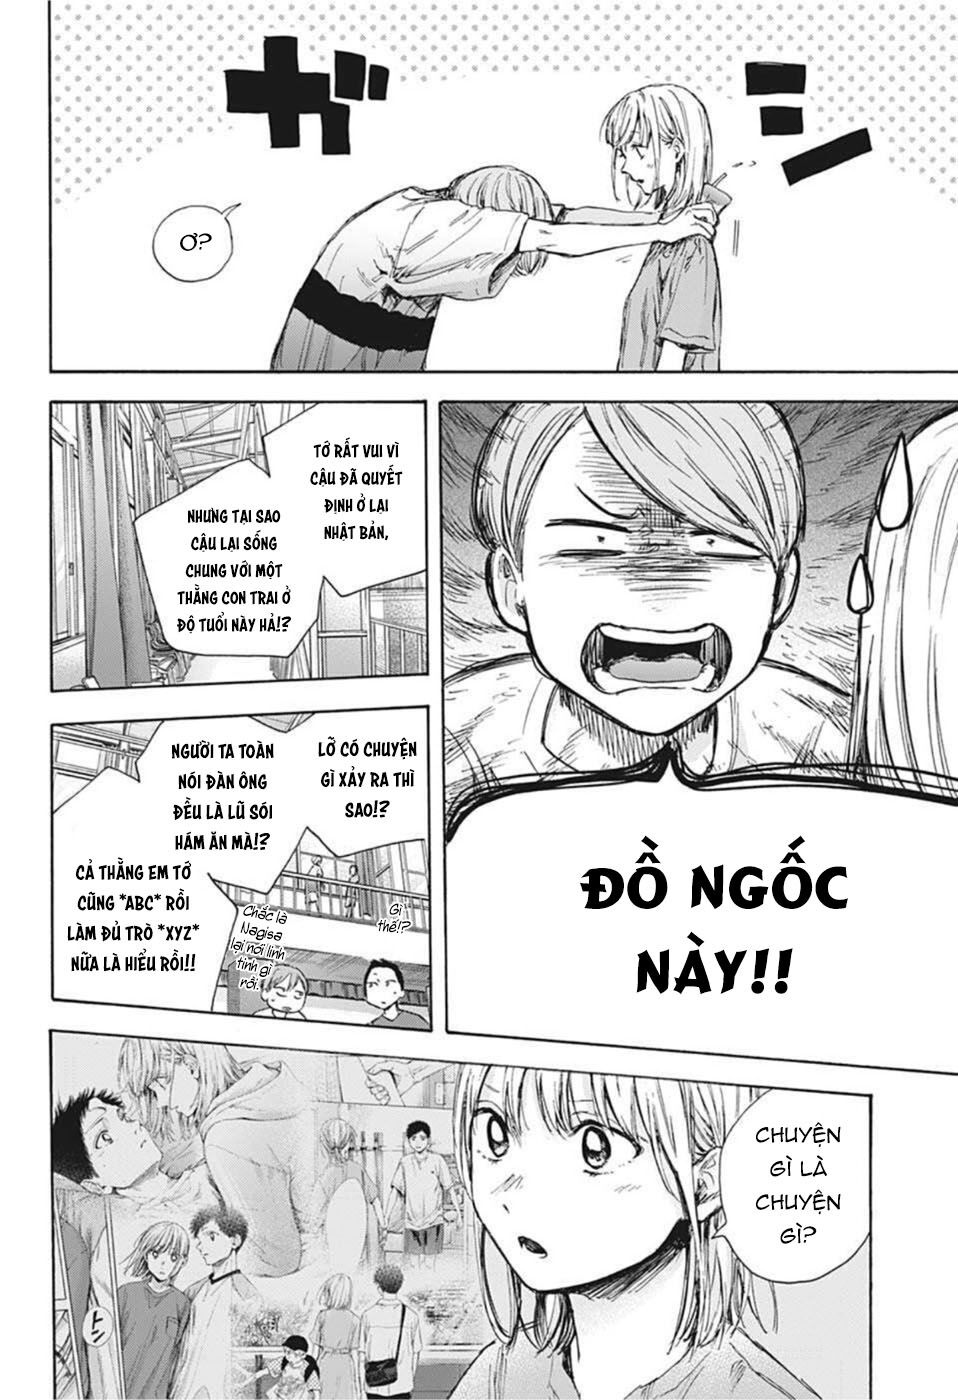 ガシッ
Ơ?
ĐỒ NGỐC
NÀY!!
TỚ RẤT VUI VÌ
CẬU ĐÃ QUYẾT
ĐỊNH Ở LẠI
NHẬT BẢN,
NHƯNG TẠI SAO
CẬU LẠI SỐNG
CHUNG VỚI MỘT
THẰNG CON TRAI Ở
ĐỘ TUỔI NÀY HẢ!?
LỠ CÓ CHUYỆN
GÌ XẢY RA THÌ
SAO!?
NGƯỜI TA TOÀN
NÓI ĐÀN ÔNG
ĐỀU LÀ LŨ SÓI
HÁM ĂN MÀ!?
CẢ THẰNG EM TỚ
CŨNG *ABC* RỒI
LÀM ĐỦ TRÒ *XYZ*
NỮA LÀ HIỂU RỒI!!
Gì
thế!?
Chắc là
Nagisa
lại nói linh
tinh gì
rồi.
CHUYỆN
GÌ LÀ
CHUYỆN
GÌ?